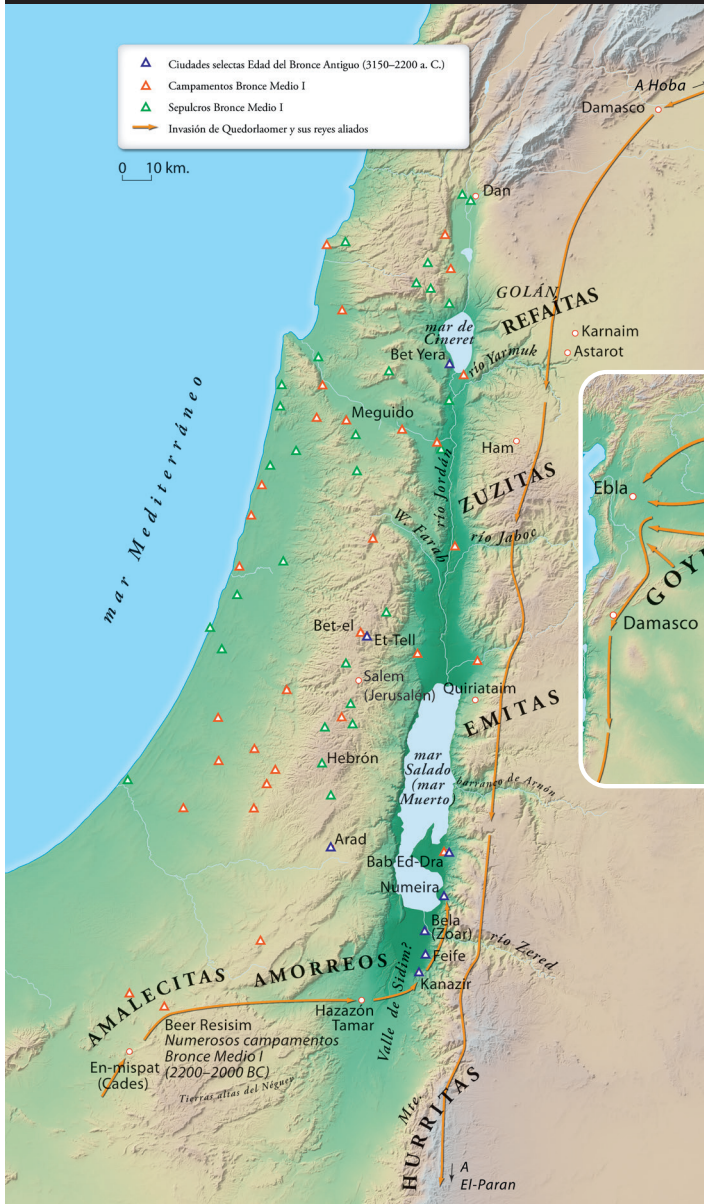 Ciudades selectas Edad del Bronce Antiguo (3150–2200 a. C.)
Campamentos Bronce Medio I
Sepulcros Bronce Medio I
Invasión de Quedorlaomer y sus reyes aliados
0 10 km.
A Hoba
Damasco
Dan
GOLÁN
REFAÍTAS
mar de
Cineret
Karnaim
Astarot
Bet Yera
río Yarmuk
mar Mediterráneo
Meguido
Ham
río Jordán
ZUZITAS
Ebla
W. Farah
río Jaboc
GOYI
Damasco
Bet-el
Et-Tell
Salem
(Jerusalén)
Quiriataim
EMITAS
Hebrón
mar
Salado
(mar
Muerto)
barranco de Arnón
Arad
Bab Ed-Dra
Numeira
Bela
(Zoar)
río Zered
Feife
Kanazir
AMALECITAS
AMORREOS
Valle de Sidim?
Hazazón
Tamar
Beer Resisim
Numerosos campamentos
Bronce Medio I
(2200–2000 BC)
En-mispat
(Cades)
Tierras altas del Néguev
Mte.
HURRITAS
A
El-Paran